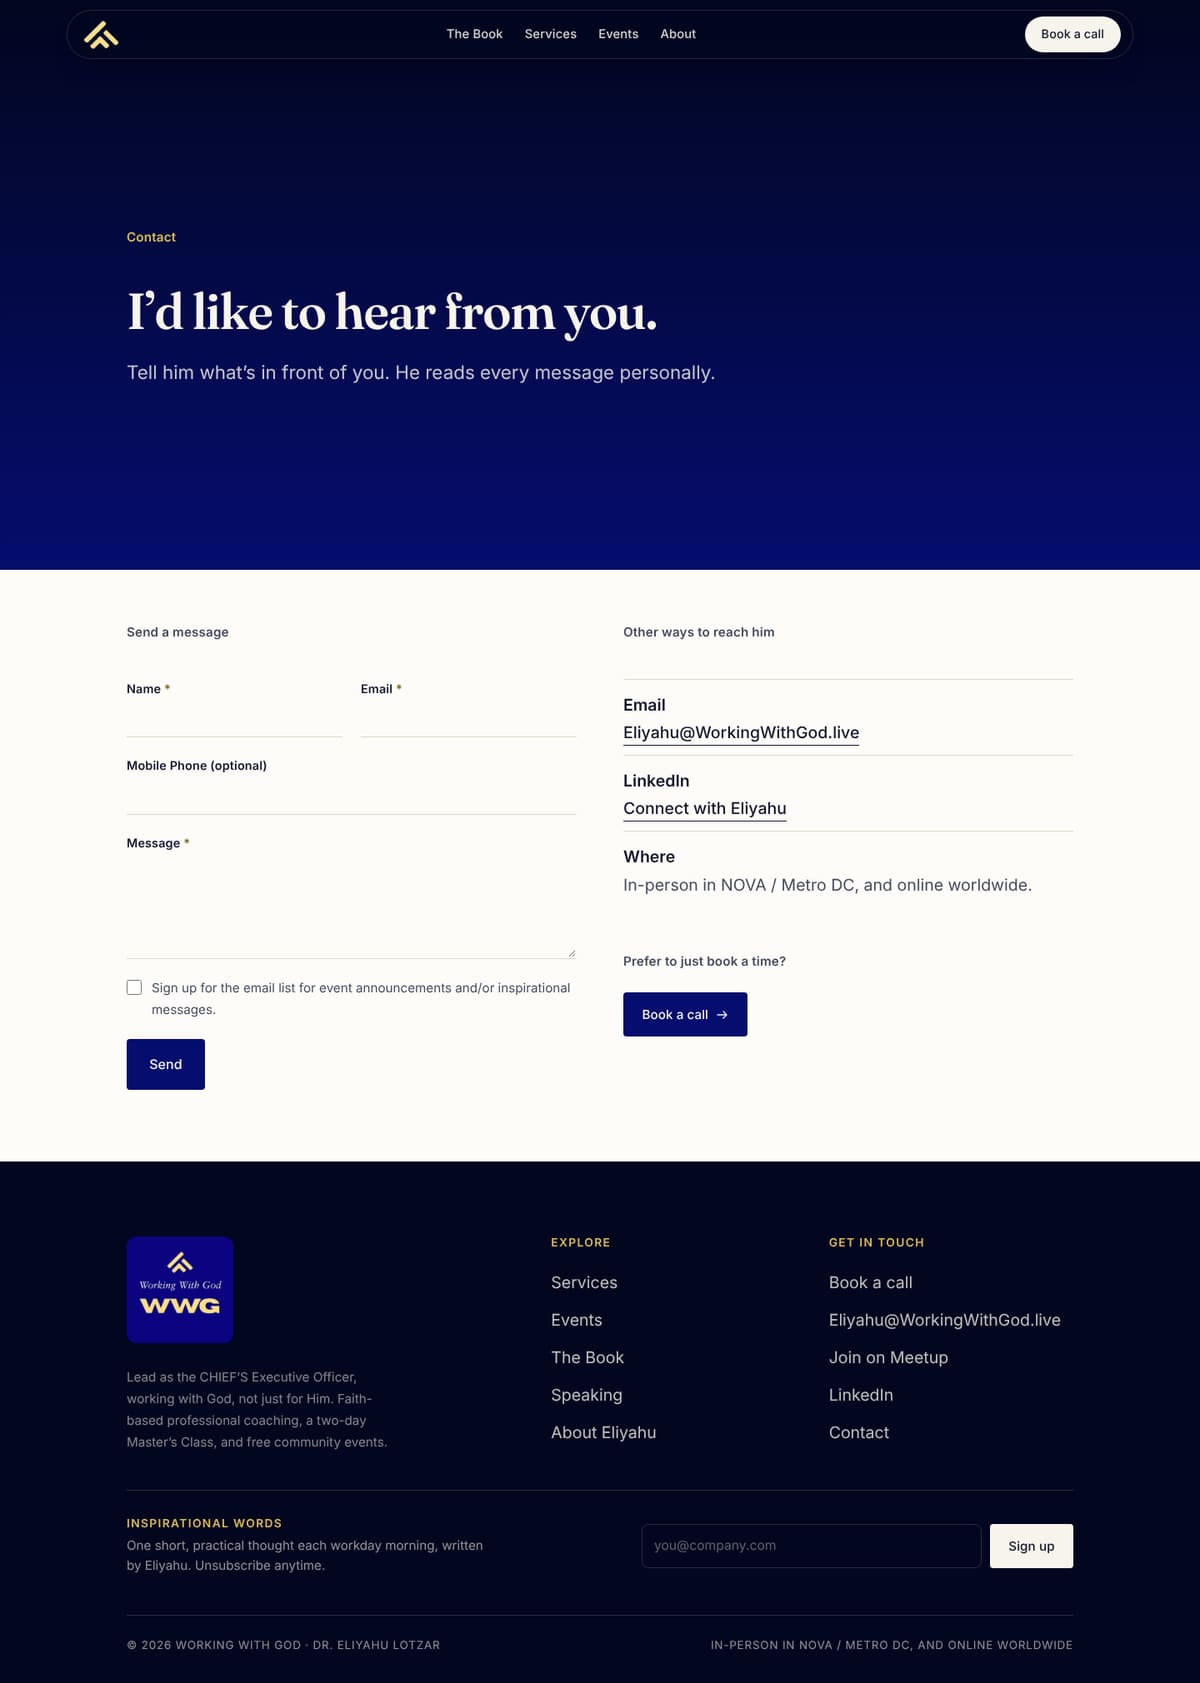 The Book
Services
Events
About
Book a call
Contact
I’d like to hear from you.
Tell him what’s in front of you. He reads every message personally.
Send a message
Name *
Email *
Mobile Phone (optional)
Message *
Sign up for the email list for event announcements and/or inspirational
messages.
Send
Other ways to reach him
Email
Eliyahu@WorkingWithGod.live
LinkedIn
Connect with Eliyahu
Where
In-person in NOVA / Metro DC, and online worldwide.
Prefer to just book a time?
Book a call →
Working With God
WWG
Lead as the CHIEF’S Executive Officer,
working with God, not just for Him. Faith-
based professional coaching, a two-day
Master’s Class, and free community events.
EXPLORE
Services
Events
The Book
Speaking
About Eliyahu
GET IN TOUCH
Book a call
Eliyahu@WorkingWithGod.live
Join on Meetup
LinkedIn
Contact
INSPIRATIONAL WORDS
One short, practical thought each workday morning, written
by Eliyahu. Unsubscribe anytime.
you@company.com
Sign up
© 2026 WORKING WITH GOD · DR. ELIYAHU LOTZAR
IN-PERSON IN NOVA / METRO DC, AND ONLINE WORLDWIDE